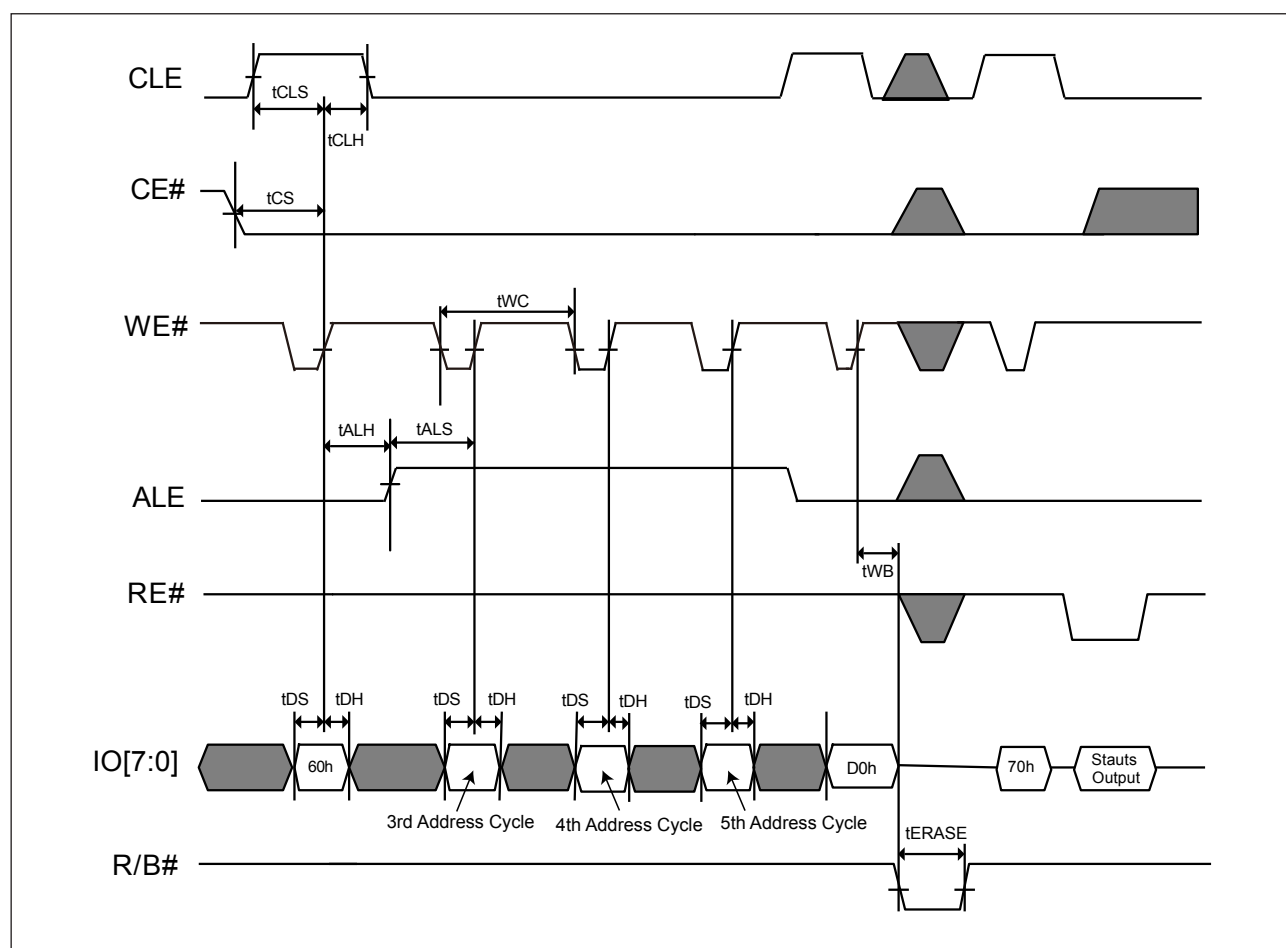 CLE
tCLS
tCLH
CE#
tCS
WE#
tWC
tALH
tALS
ALE
tWB
RE#
tDS
tDH
tDS
tDH
tDS
tDH
tDS
tDH
IO[7:0]
60h
D0h
70h
Stauts
Output
3rd Address Cycle
4th Address Cycle
5th Address Cycle
tERASE
R/B#